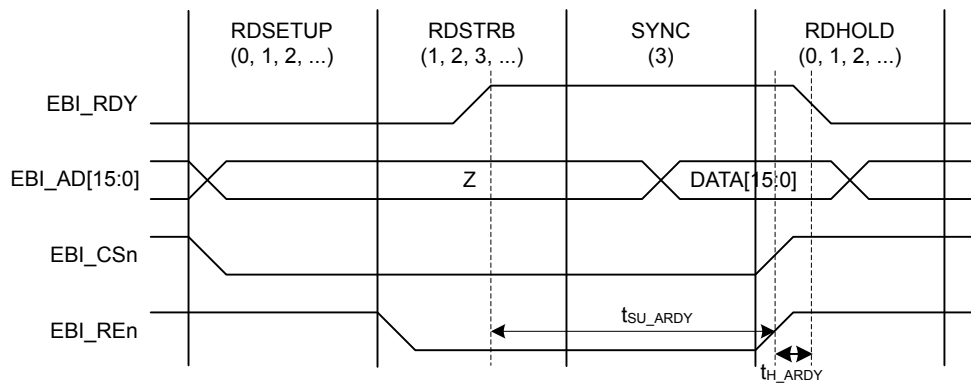 RDSETUP
(0, 1, 2, ...)
RDSTRB
(1, 2, 3, ...)
SYNC
(3)
RDHOLD
(0, 1, 2, ...)
EBI_RDY
EBI_AD[15:0]
Z
DATA[15:0]
EBI_CSn
EBI_REn
tSU_ARDY
tH_ARDY